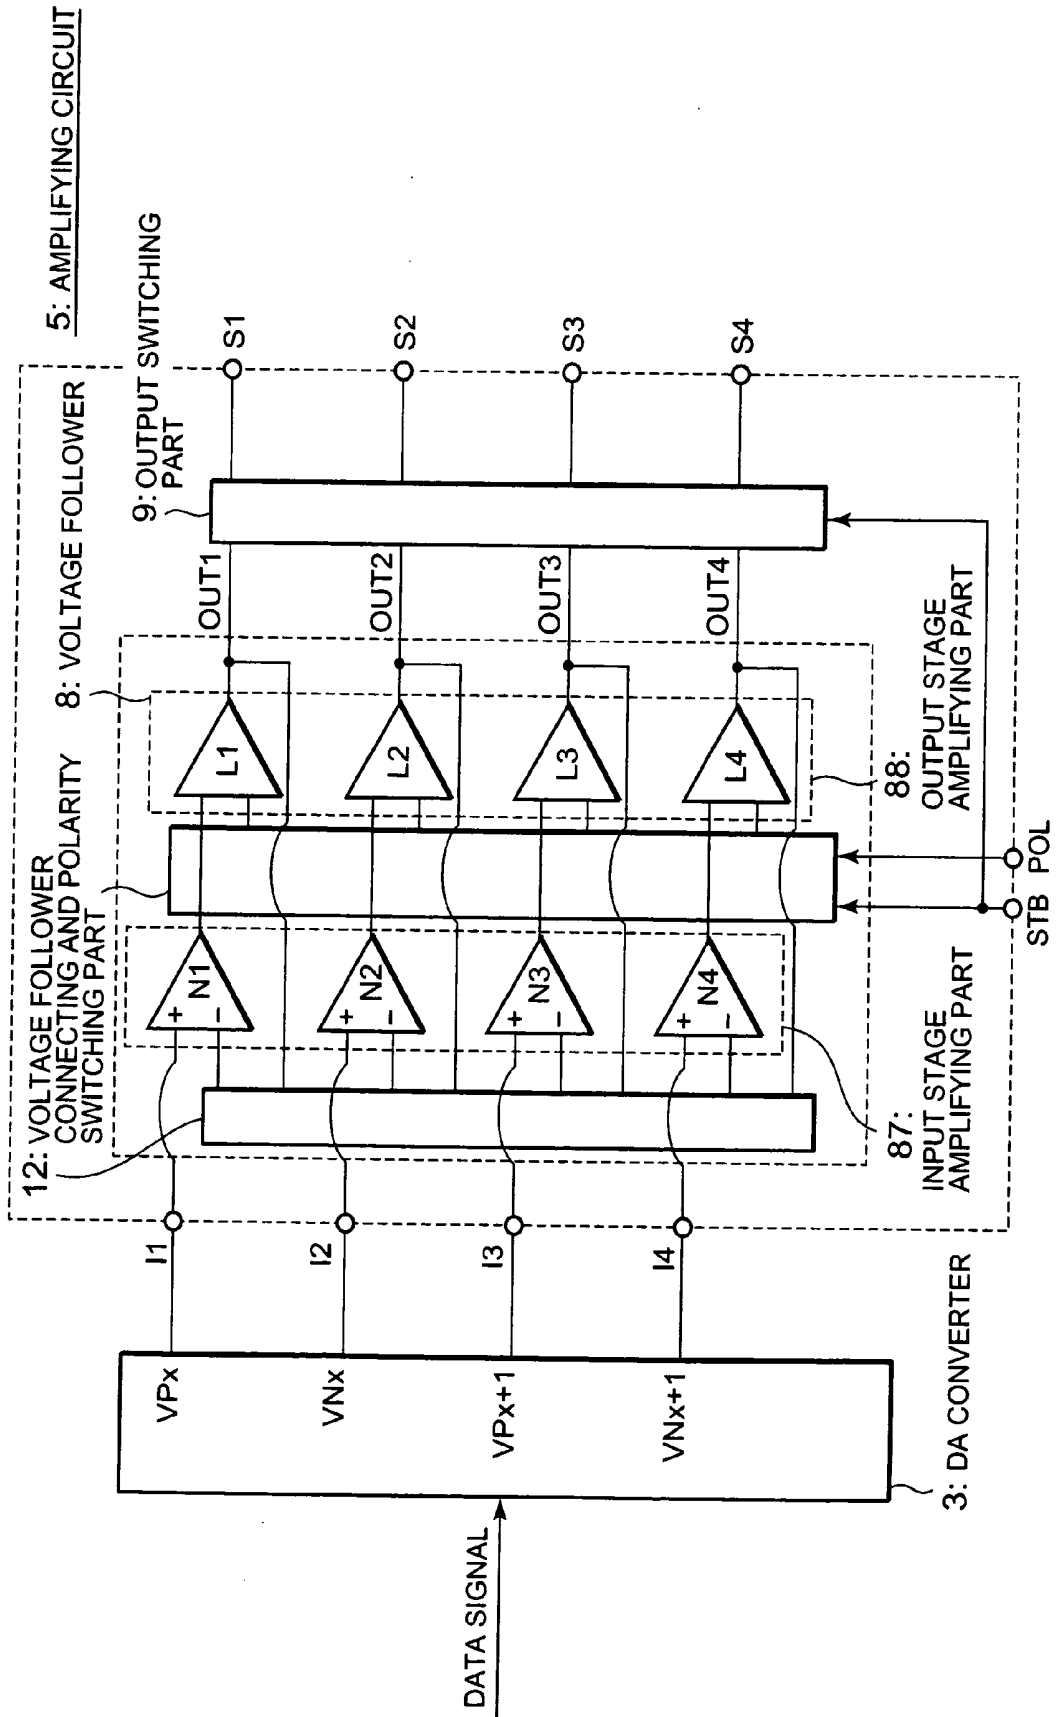 5: AMPLIFYING CIRCUIT
12: VOLTAGE FOLLOWER
CONNECTING AND POLARITY
SWITCHING PART
8: VOLTAGE FOLLOWER
9: OUTPUT SWITCHING
PART
DATA SIGNAL
VPx
VNx
VPx+1
VNx+1
3: DA CONVERTER
I1
I2
I3
I4
+
−
N1
+
−
N2
+
−
N3
+
−
N4
L1
L2
L3
L4
OUT1
OUT2
OUT3
OUT4
S1
S2
S3
S4
87:
INPUT STAGE
AMPLIFYING PART
88:
OUTPUT STAGE
AMPLIFYING PART
STB
POL